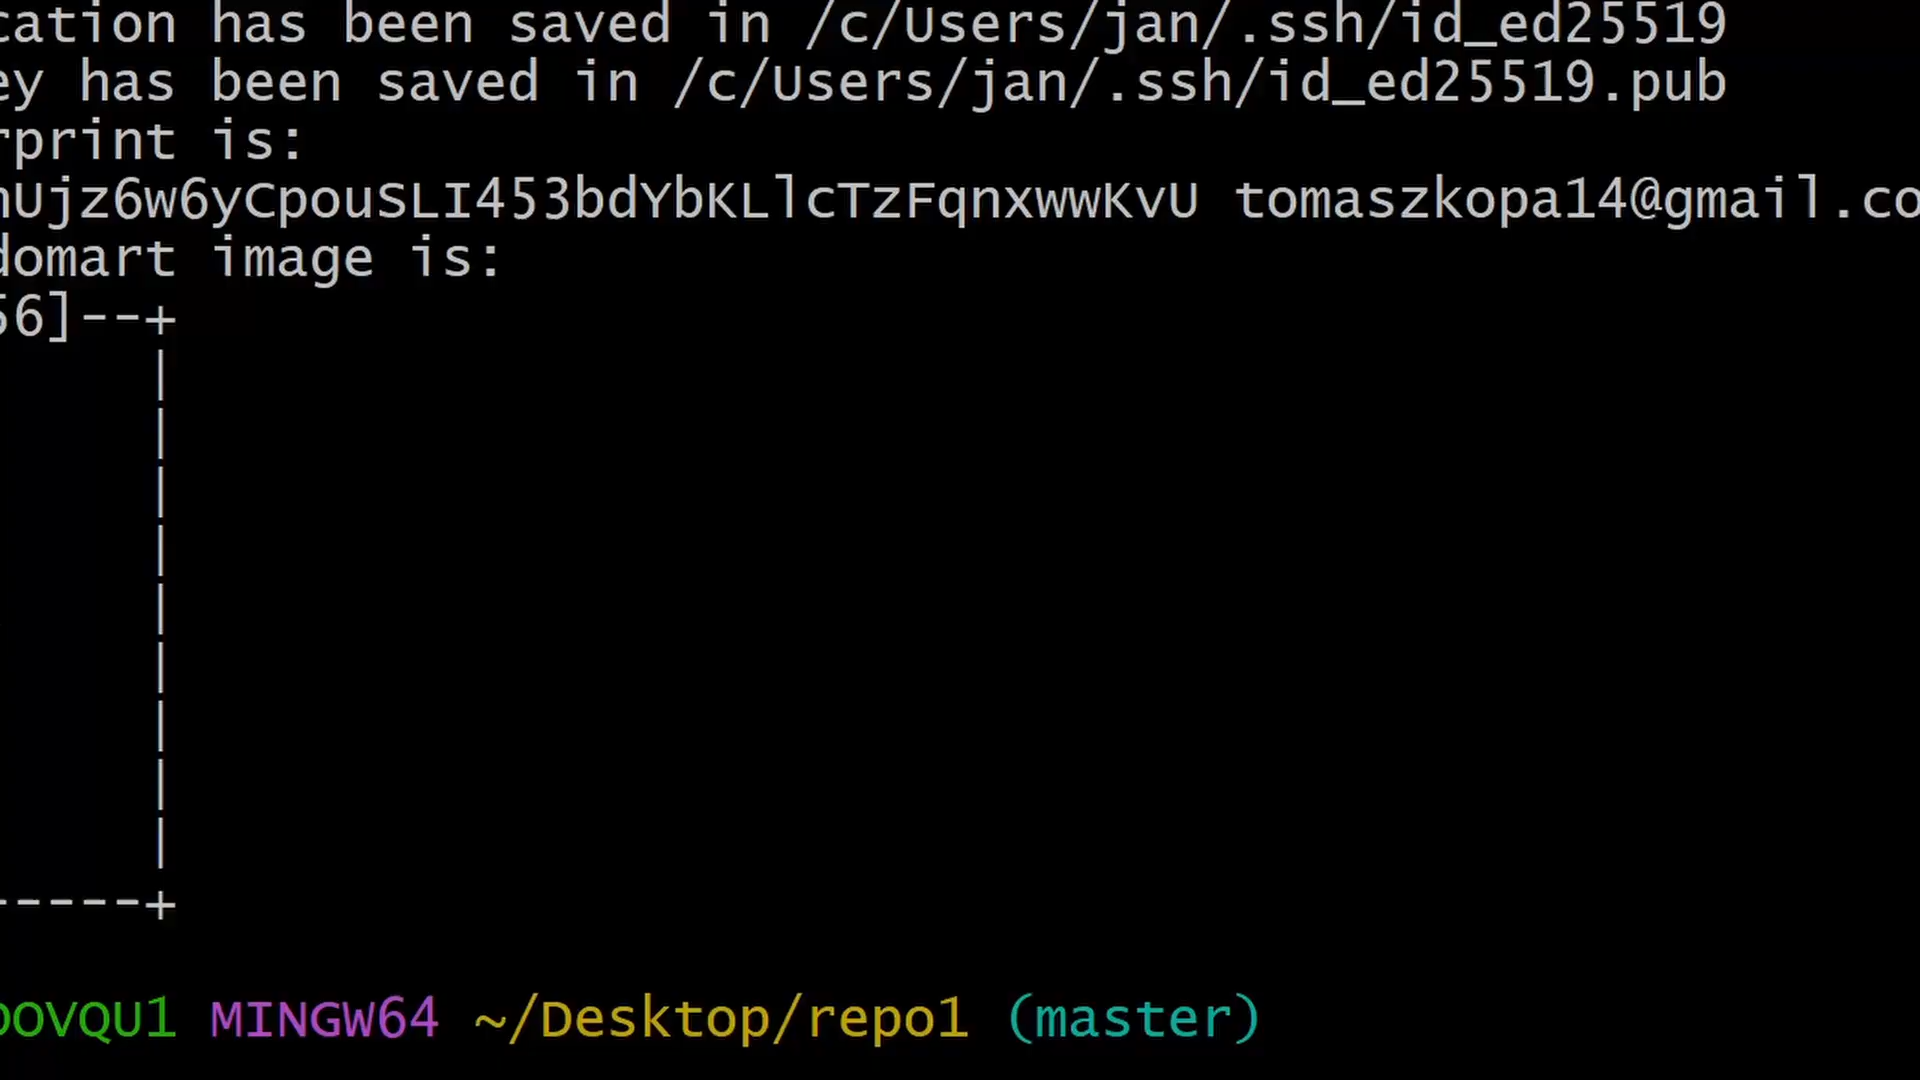 cation has been saved in /c/Users/jan/.ssh/id_ed25519
ey has been saved in /c/Users/jan/.ssh/id_ed25519.pub
rprint is:
nUjz6w6yCpouSLI453bdYbKLlcTzFqnxwwKvU tomaszkopa14@gmail.co
domart image is:
56]--+
|
|
|
|
|
|
|
|
|
-----+
OVQU1 MINGW64 ~/Desktop/repo1 (master)